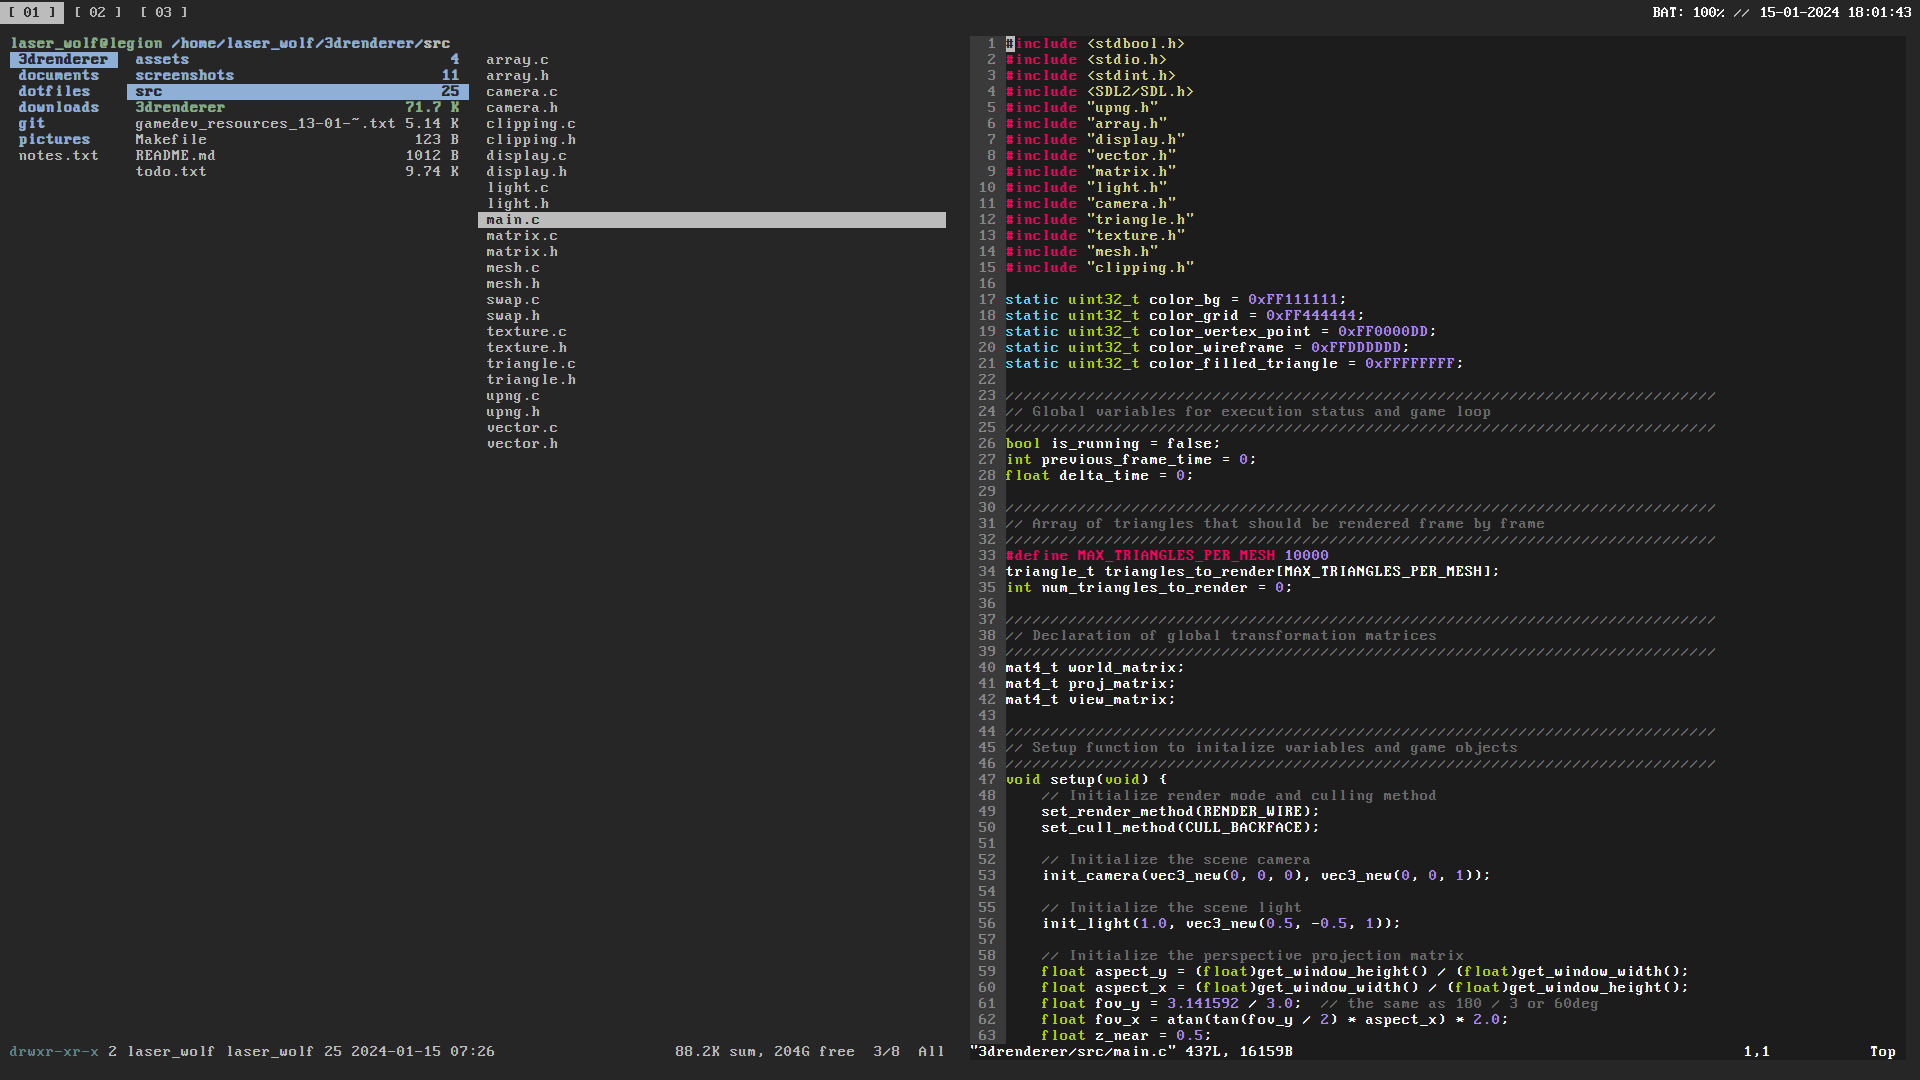 [ 01 ]  [ 02 ]  [ 03 ]
BAT: 100% // 15-01-2024 18:01:43
laser_wolf@legion /home/laser_wolf/3drenderer/src
3drenderer
documents
dotfiles
downloads
git
pictures
notes.txt
assets 4
screenshots 11
src 25
3drenderer 71.7 K
gamedev_resources_13-01-~.txt 5.14 K
Makefile 123 B
README.md 1012 B
todo.txt 9.74 K
array.c
array.h
camera.c
camera.h
clipping.c
clipping.h
display.c
display.h
light.c
light.h
main.c
matrix.c
matrix.h
mesh.c
mesh.h
swap.c
swap.h
texture.c
texture.h
triangle.c
triangle.h
upng.c
upng.h
vector.c
vector.h
drwxr-xr-x 2 laser_wolf laser_wolf 25 2024-01-15 07:26
88.2K sum, 204G free  3/8  All
1 #include <stdbool.h>
2 #include <stdio.h>
3 #include <stdint.h>
4 #include <SDL2/SDL.h>
5 #include "upng.h"
6 #include "array.h"
7 #include "display.h"
8 #include "vector.h"
9 #include "matrix.h"
10 #include "light.h"
11 #include "camera.h"
12 #include "triangle.h"
13 #include "texture.h"
14 #include "mesh.h"
15 #include "clipping.h"
16
17 static uint32_t color_bg = 0xFF111111;
18 static uint32_t color_grid = 0xFF444444;
19 static uint32_t color_vertex_point = 0xFF0000DD;
20 static uint32_t color_wireframe = 0xFFDDDDDD;
21 static uint32_t color_filled_triangle = 0xFFFFFFFF;
22
23 ///////////////////////////////////////////////////////////////////////////////
24 // Global variables for execution status and game loop
25 ///////////////////////////////////////////////////////////////////////////////
26 bool is_running = false;
27 int previous_frame_time = 0;
28 float delta_time = 0;
29
30 ///////////////////////////////////////////////////////////////////////////////
31 // Array of triangles that should be rendered frame by frame
32 ///////////////////////////////////////////////////////////////////////////////
33 #define MAX_TRIANGLES_PER_MESH 10000
34 triangle_t triangles_to_render[MAX_TRIANGLES_PER_MESH];
35 int num_triangles_to_render = 0;
36
37 ///////////////////////////////////////////////////////////////////////////////
38 // Declaration of global transformation matrices
39 ///////////////////////////////////////////////////////////////////////////////
40 mat4_t world_matrix;
41 mat4_t proj_matrix;
42 mat4_t view_matrix;
43
44 ///////////////////////////////////////////////////////////////////////////////
45 // Setup function to initalize variables and game objects
46 ///////////////////////////////////////////////////////////////////////////////
47 void setup(void) {
48     // Initialize render mode and culling method
49     set_render_method(RENDER_WIRE);
50     set_cull_method(CULL_BACKFACE);
51
52     // Initialize the scene camera
53     init_camera(vec3_new(0, 0, 0), vec3_new(0, 0, 1));
54
55     // Initialize the scene light
56     init_light(1.0, vec3_new(0.5, -0.5, 1));
57
58     // Initialize the perspective projection matrix
59     float aspect_y = (float)get_window_height() / (float)get_window_width();
60     float aspect_x = (float)get_window_width() / (float)get_window_height();
61     float fov_y = 3.141592 / 3.0;  // the same as 180 / 3 or 60deg
62     float fov_x = atan(tan(fov_y / 2) * aspect_x) * 2.0;
63     float z_near = 0.5;
"3drenderer/src/main.c" 437L, 16159B
1,1
Top